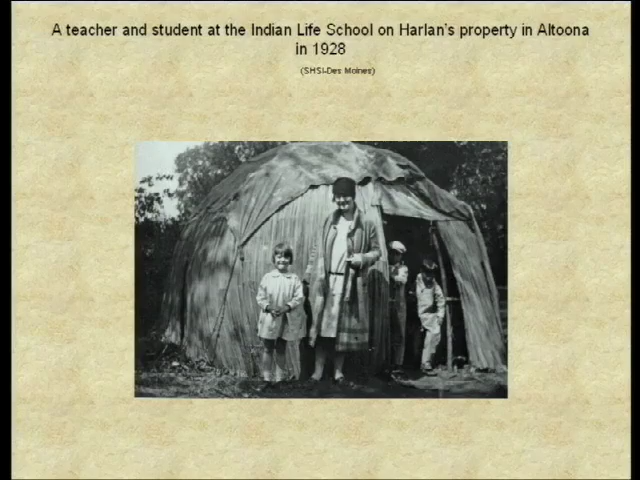 A teacher and student at the Indian Life School on Harlan's property in Altoona
in 1928
(SHSI-Des Moines)